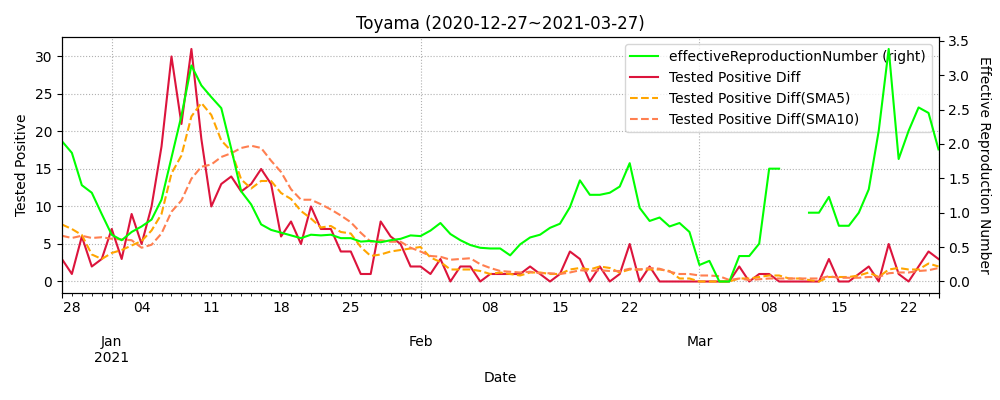 Toyama (2020-12-27~2021-03-27)
effectiveReproductionNumber (right)
Tested Positive Diff
Tested Positive Diff(SMA5)
Tested Positive Diff(SMA10)
Tested Positive
30
25
20
15
10
5
0
Effective Reproduction Number
3.5
3.0
2.5
2.0
1.5
1.0
0.5
0.0
28 04 11 18 25 08 15 22 08 15 22
Jan Feb Mar
2021
Date